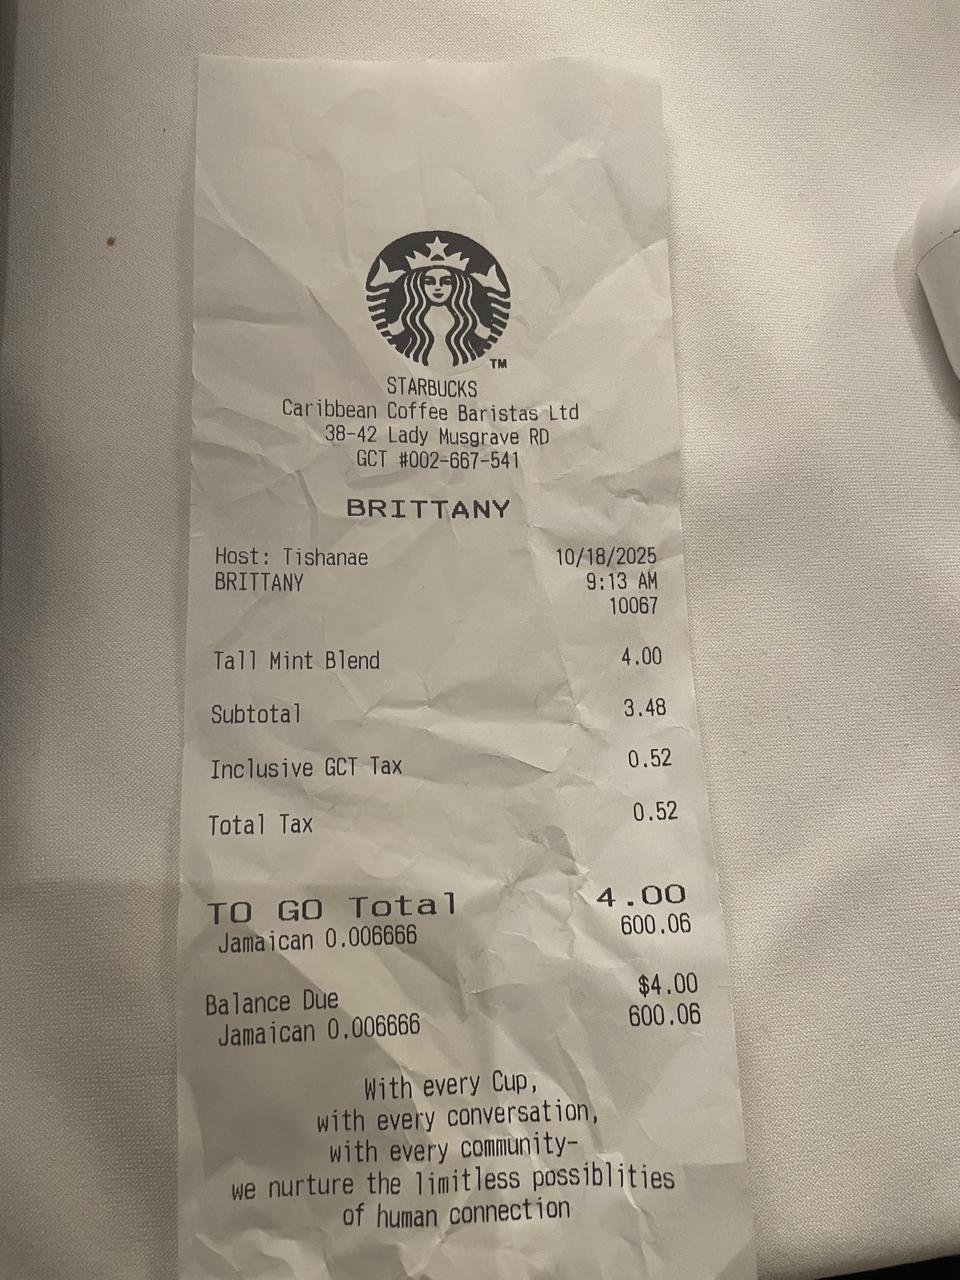 TM
STARBUCKS
Caribbean Coffee Baristas Ltd
38-42 Lady Musgrave RD
GCT #002-667-541
BRITTANY
Host: Tishanae 10/18/2025
BRITTANY 9:13 AM
10067
Tall Mint Blend 4.00
Subtotal 3.48
Inclusive GCT Tax 0.52
Total Tax 0.52
TO GO Total 4.00
Jamaican 0.006666 600.06
Balance Due $4.00
Jamaican 0.006666 600.06
With every Cup,
with every conversation,
with every community-
we nurture the limitless possiblities
of human connection